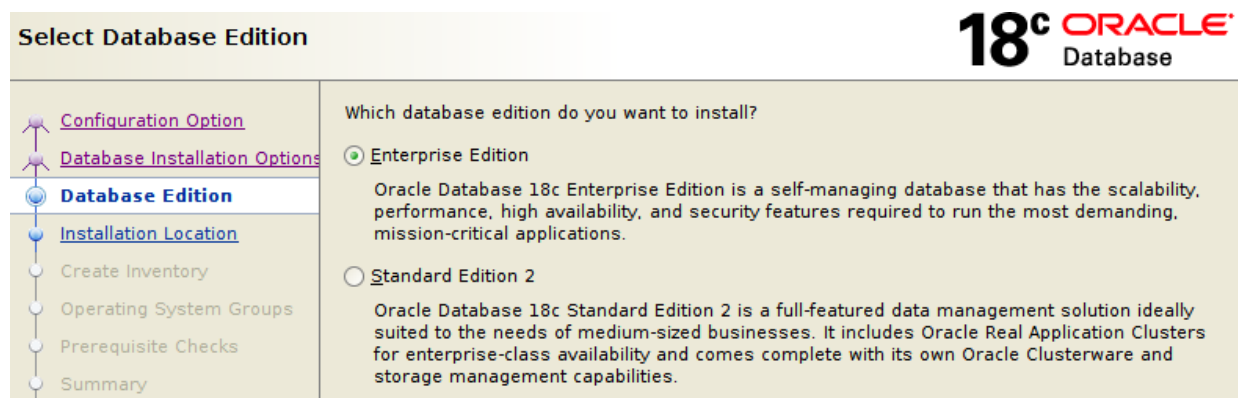 Select Database Edition
18c ORACLE
Database
Configuration Option
Database Installation Options
Database Edition
Installation Location
Create Inventory
Operating System Groups
Prerequisite Checks
Summary
Which database edition do you want to install?
Enterprise Edition
Oracle Database 18c Enterprise Edition is a self-managing database that has the scalability,
performance, high availability, and security features required to run the most demanding,
mission-critical applications.
Standard Edition 2
Oracle Database 18c Standard Edition 2 is a full-featured data management solution ideally
suited to the needs of medium-sized businesses. It includes Oracle Real Application Clusters
for enterprise-class availability and comes complete with its own Oracle Clusterware and
storage management capabilities.